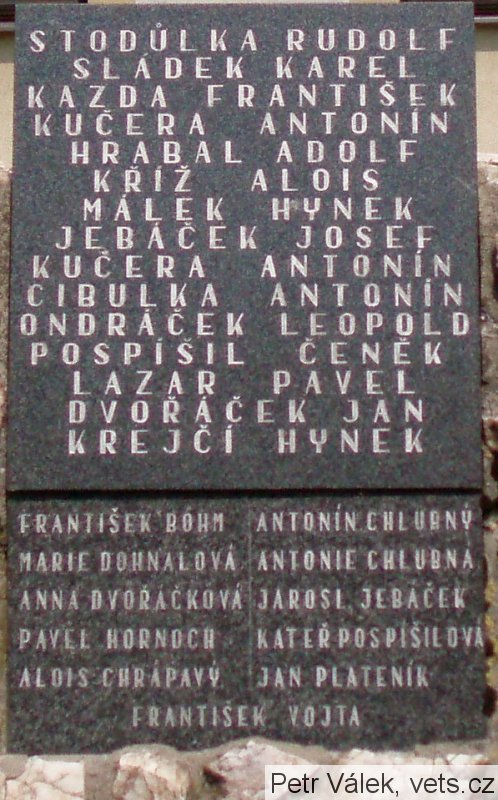 STODŮLKA RUDOLF
SLÁDEK KAREL
KAZDA FRANTIŠEK
KUČERA ANTONÍN
HRABAL ADOLF
KŘÍŽ ALOIS
MÁLEK HYNEK
JEBÁČEK JOSEF
KUČERA ANTONÍN
CIBULKA ANTONÍN
ONDRÁČEK LEOPOLD
POSPÍŠIL ČENĚK
LAZAR PAVEL
DVOŘÁČEK JAN
KREJČÍ HYNEK
FRANTIŠEK BÖHM ANTONÍN CHLUBNÝ
MARIE DOHNALOVÁ ANTONIE CHLUBNÁ
ANNA DVOŘÁČKOVÁ JAROSL. JEBÁČEK
PAVEL HORNOCH KATEŘ.POSPÍŠILOVÁ
ALOIS CHRÁPAVÝ JAN PLATENÍK
FRANTIŠEK VOJTA
Petr Válek, vets.cz